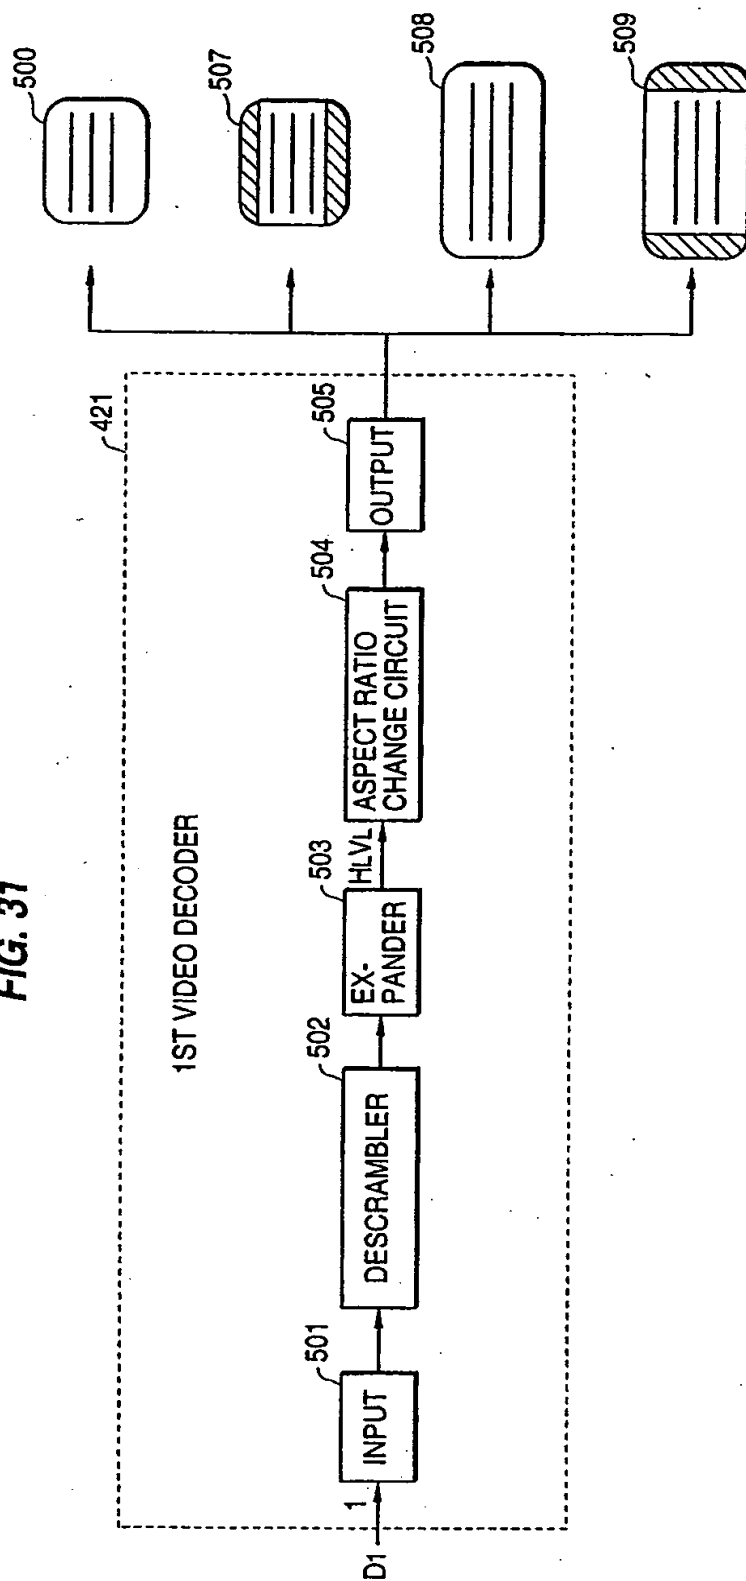 FIG. 31
1ST VIDEO DECODER
421
D1
1
INPUT
501
DESCRAMBLER
502
EX-
PANDER
503
HLVL
ASPECT RATIO
CHANGE CIRCUIT
504
OUTPUT
505
500
507
508
509